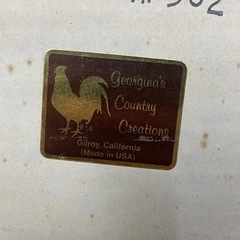 Georgina's
Country
Creations
Gilroy, California
(Made in USA)